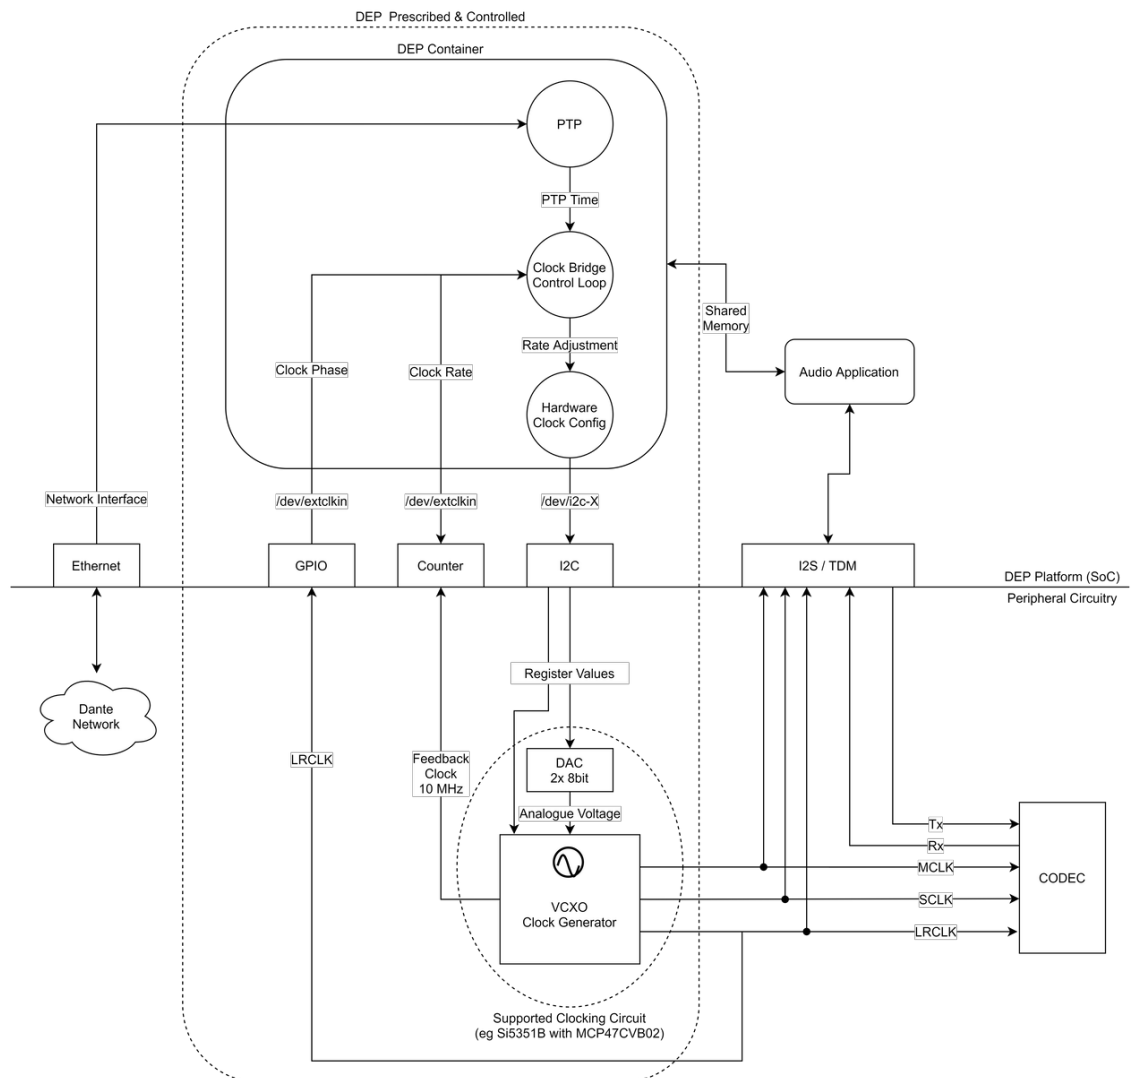 DEP Prescribed & Controlled
DEP Container
PTP
PTP Time
Clock Bridge
Control Loop
Shared
Memory
Rate Adjustment
Clock Phase
Clock Rate
Audio Application
Hardware
Clock Config
Network Interface
/dev/extclkin
/dev/extclkin
/dev/i2c-X
Ethernet
GPIO
Counter
I2C
I2S / TDM
DEP Platform (SoC)
Peripheral Circuitry
Register Values
Dante
Network
LRCLK
Feedback
Clock
10 MHz
DAC
2x 8bit
Analogue Voltage
Tx
Rx
MCLK
CODEC
VCXO
Clock Generator
SCLK
LRCLK
Supported Clocking Circuit
(eg Si5351B with MCP47CVB02)